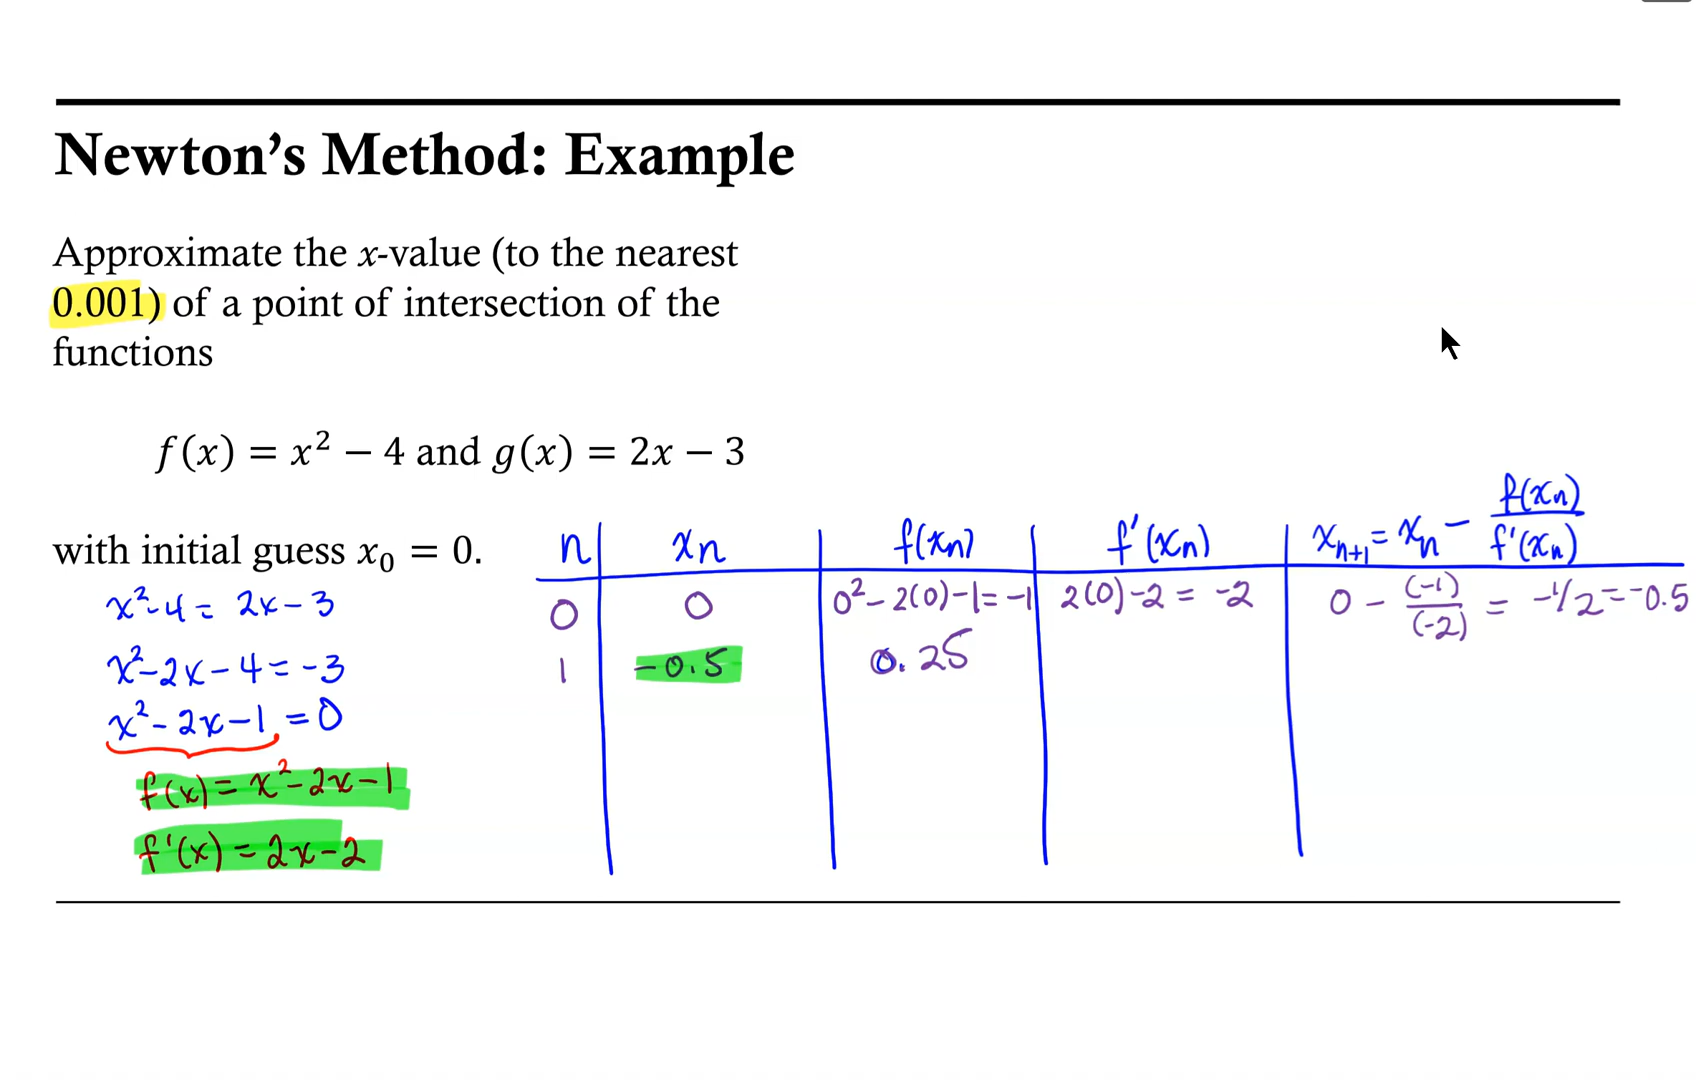 Newton’s Method: Example
Approximate the x-value (to the nearest
0.001) of a point of intersection of the
functions
f(x) = x² − 4 and g(x) = 2x − 3
with initial guess x₀ = 0.
x²-4 = 2x-3
x²-2x-4 = -3
x²-2x-1 = 0
f(x) = x²-2x-1
f'(x) = 2x-2
n | xn | f(xn) | f'(xn) | xn+1 = xn - f(xn)/f'(xn)
0 | 0 | 0²-2(0)-1 = -1 | 2(0)-2 = -2 | 0 - (-1)/(-2) = -1/2 = -0.5
1 | -0.5 | 0.25